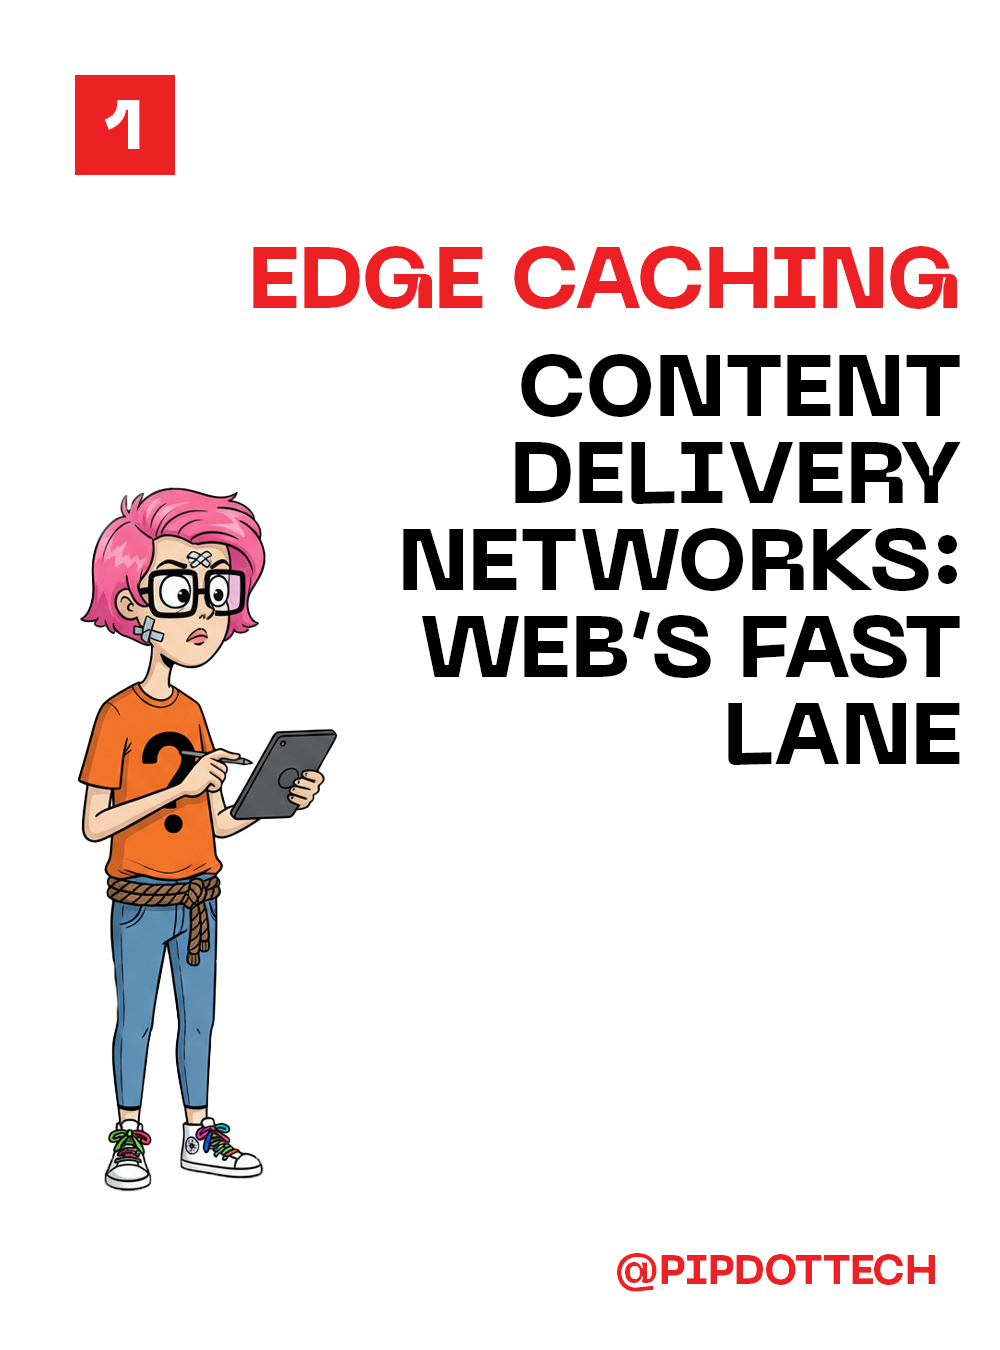 1
EDGE CACHING
CONTENT
DELIVERY
NETWORKS:
WEB'S FAST
LANE
?
@PIPDOTTECH